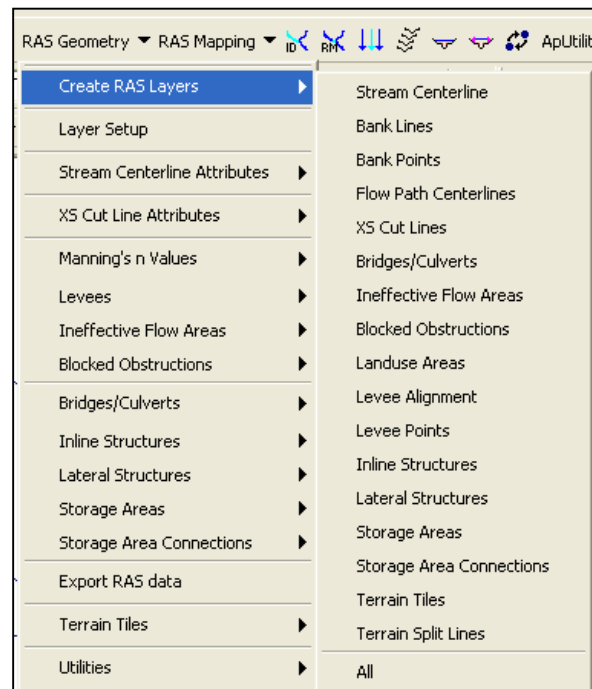 RAS Geometry RAS Mapping ID RM ApUtilit
Create RAS Layers
Layer Setup
Stream Centerline Attributes
XS Cut Line Attributes
Manning's n Values
Levees
Ineffective Flow Areas
Blocked Obstructions
Bridges/Culverts
Inline Structures
Lateral Structures
Storage Areas
Storage Area Connections
Export RAS data
Terrain Tiles
Utilities
Stream Centerline
Bank Lines
Bank Points
Flow Path Centerlines
XS Cut Lines
Bridges/Culverts
Ineffective Flow Areas
Blocked Obstructions
Landuse Areas
Levee Alignment
Levee Points
Inline Structures
Lateral Structures
Storage Areas
Storage Area Connections
Terrain Tiles
Terrain Split Lines
All